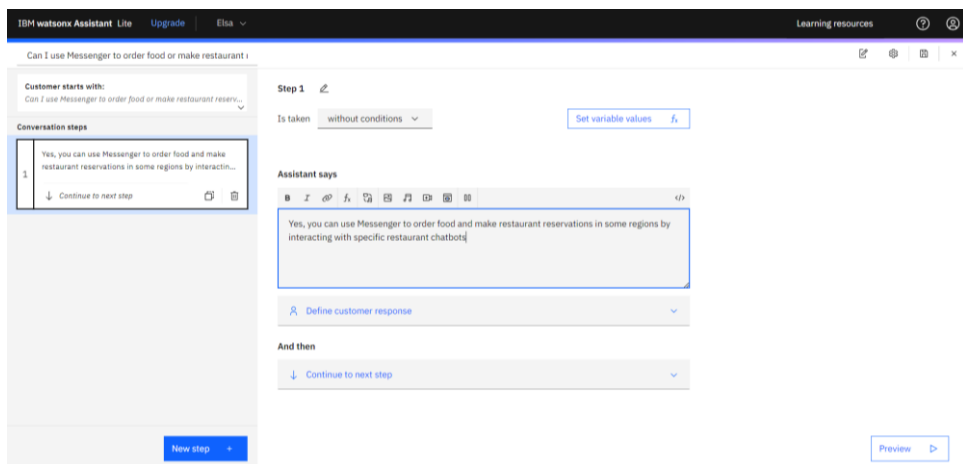 IBM watsonx Assistant Lite Upgrade Elsa Learning resources
Can I use Messenger to order food or make restaurant
Customer starts with:
Can I use Messenger to order food or make restaurant reserv...
Conversation steps
1
Yes, you can use Messenger to order food and make
restaurant reservations in some regions by interactin...
Continue to next step
New step +
Step 1
Is taken without conditions Set variable values fx
Assistant says
B I fx </>
Yes, you can use Messenger to order food and make restaurant reservations in some regions by
interacting with specific restaurant chatbots
Define customer response
And then
Continue to next step
Preview